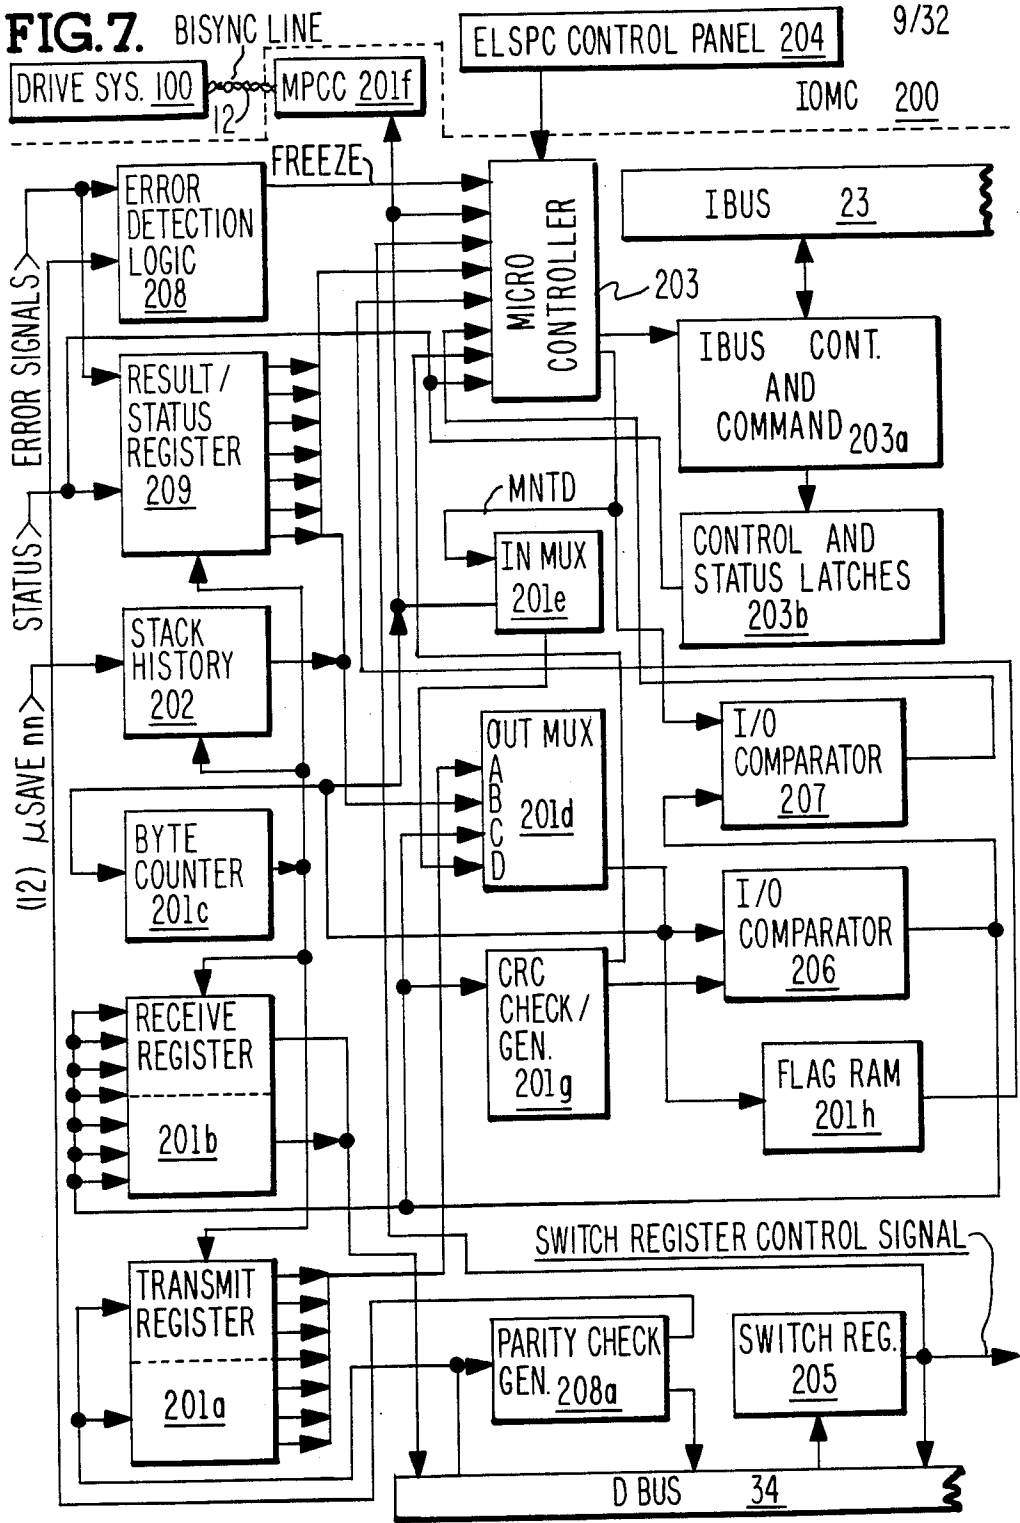 FIG. 7.
BISYNC LINE
ELSPC CONTROL PANEL 204
9/32
DRIVE SYS. 100
12
MPCC 201f
IOMC 200
FREEZE
ERROR
DETECTION
LOGIC
208
MICRO
CONTROLLER
203
IBUS 23
IBUS CONT.
AND
COMMAND 203a
ERROR SIGNALS
RESULT/
STATUS
REGISTER
209
MNTD
IN MUX
201e
CONTROL AND
STATUS LATCHES
203b
STATUS
STACK
HISTORY
202
(12) μSAVE nn
OUT MUX
A
B
C
D
201d
I/O
COMPARATOR
207
BYTE
COUNTER
201c
I/O
COMPARATOR
206
CRC
CHECK/
GEN.
201g
RECEIVE
REGISTER
201b
FLAG RAM
201h
SWITCH REGISTER CONTROL SIGNAL
TRANSMIT
REGISTER
201a
PARITY CHECK
GEN. 208a
SWITCH REG.
205
D BUS 34